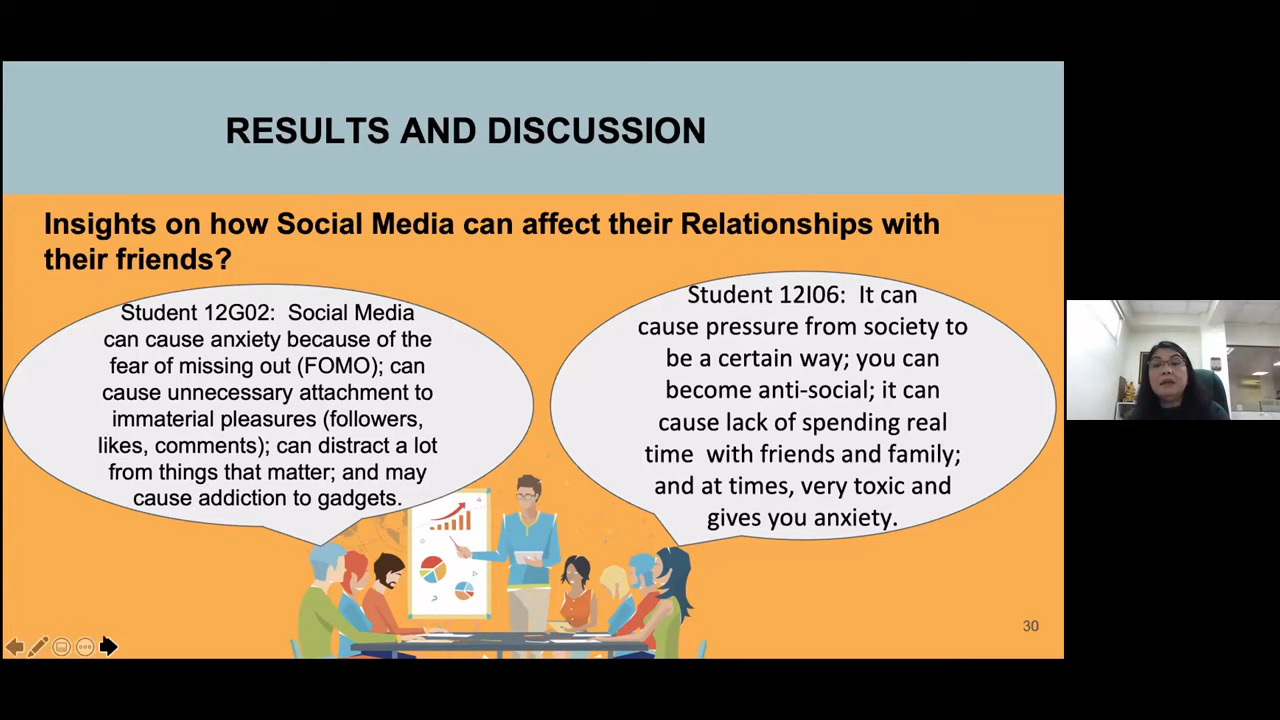 RESULTS AND DISCUSSION
Insights on how Social Media can affect their Relationships with
their friends?
Student 12G02: Social Media
can cause anxiety because of the
fear of missing out (FOMO); can
cause unnecessary attachment to
immaterial pleasures (followers,
likes, comments); can distract a lot
from things that matter; and may
cause addiction to gadgets.
Student 12I06: It can
cause pressure from society to
be a certain way; you can
become anti-social; it can
cause lack of spending real
time with friends and family;
and at times, very toxic and
gives you anxiety.
30